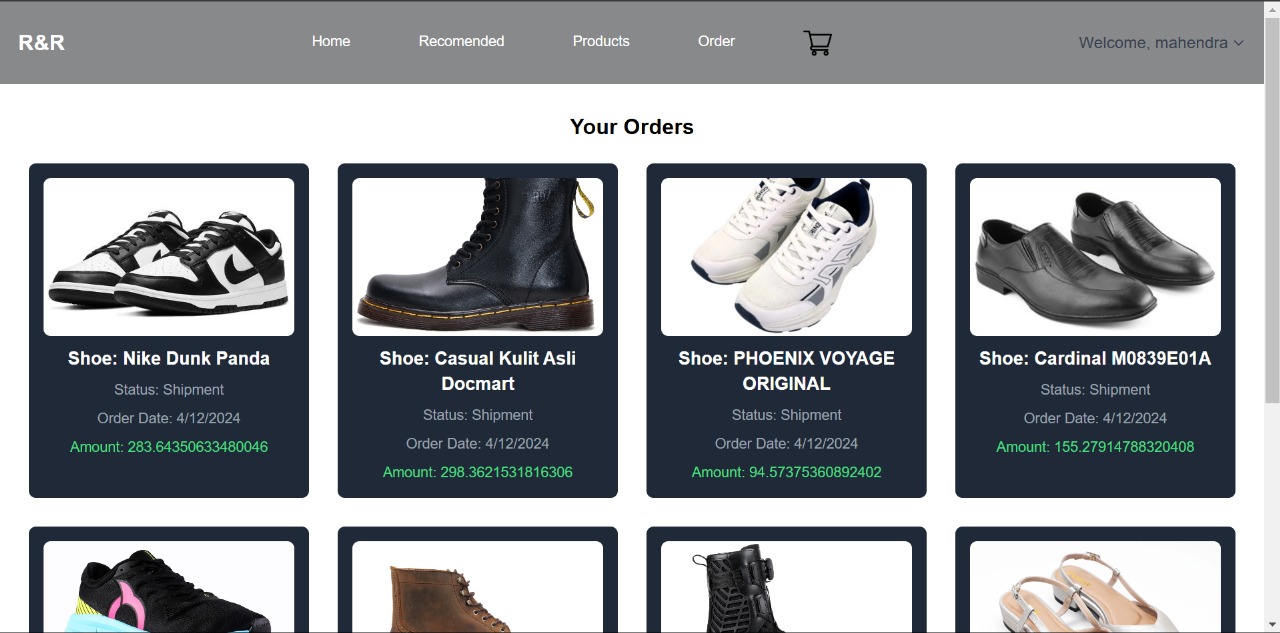 R&R
Home
Recomended
Products
Order
Welcome, mahendra
Your Orders
Shoe: Nike Dunk Panda
Status: Shipment
Order Date: 4/12/2024
Amount: 283.64350633480046
Shoe: Casual Kulit Asli
Docmart
Status: Shipment
Order Date: 4/12/2024
Amount: 298.3621531816306
Shoe: PHOENIX VOYAGE
ORIGINAL
Status: Shipment
Order Date: 4/12/2024
Amount: 94.57375360892402
Shoe: Cardinal M0839E01A
Status: Shipment
Order Date: 4/12/2024
Amount: 155.27914788320408